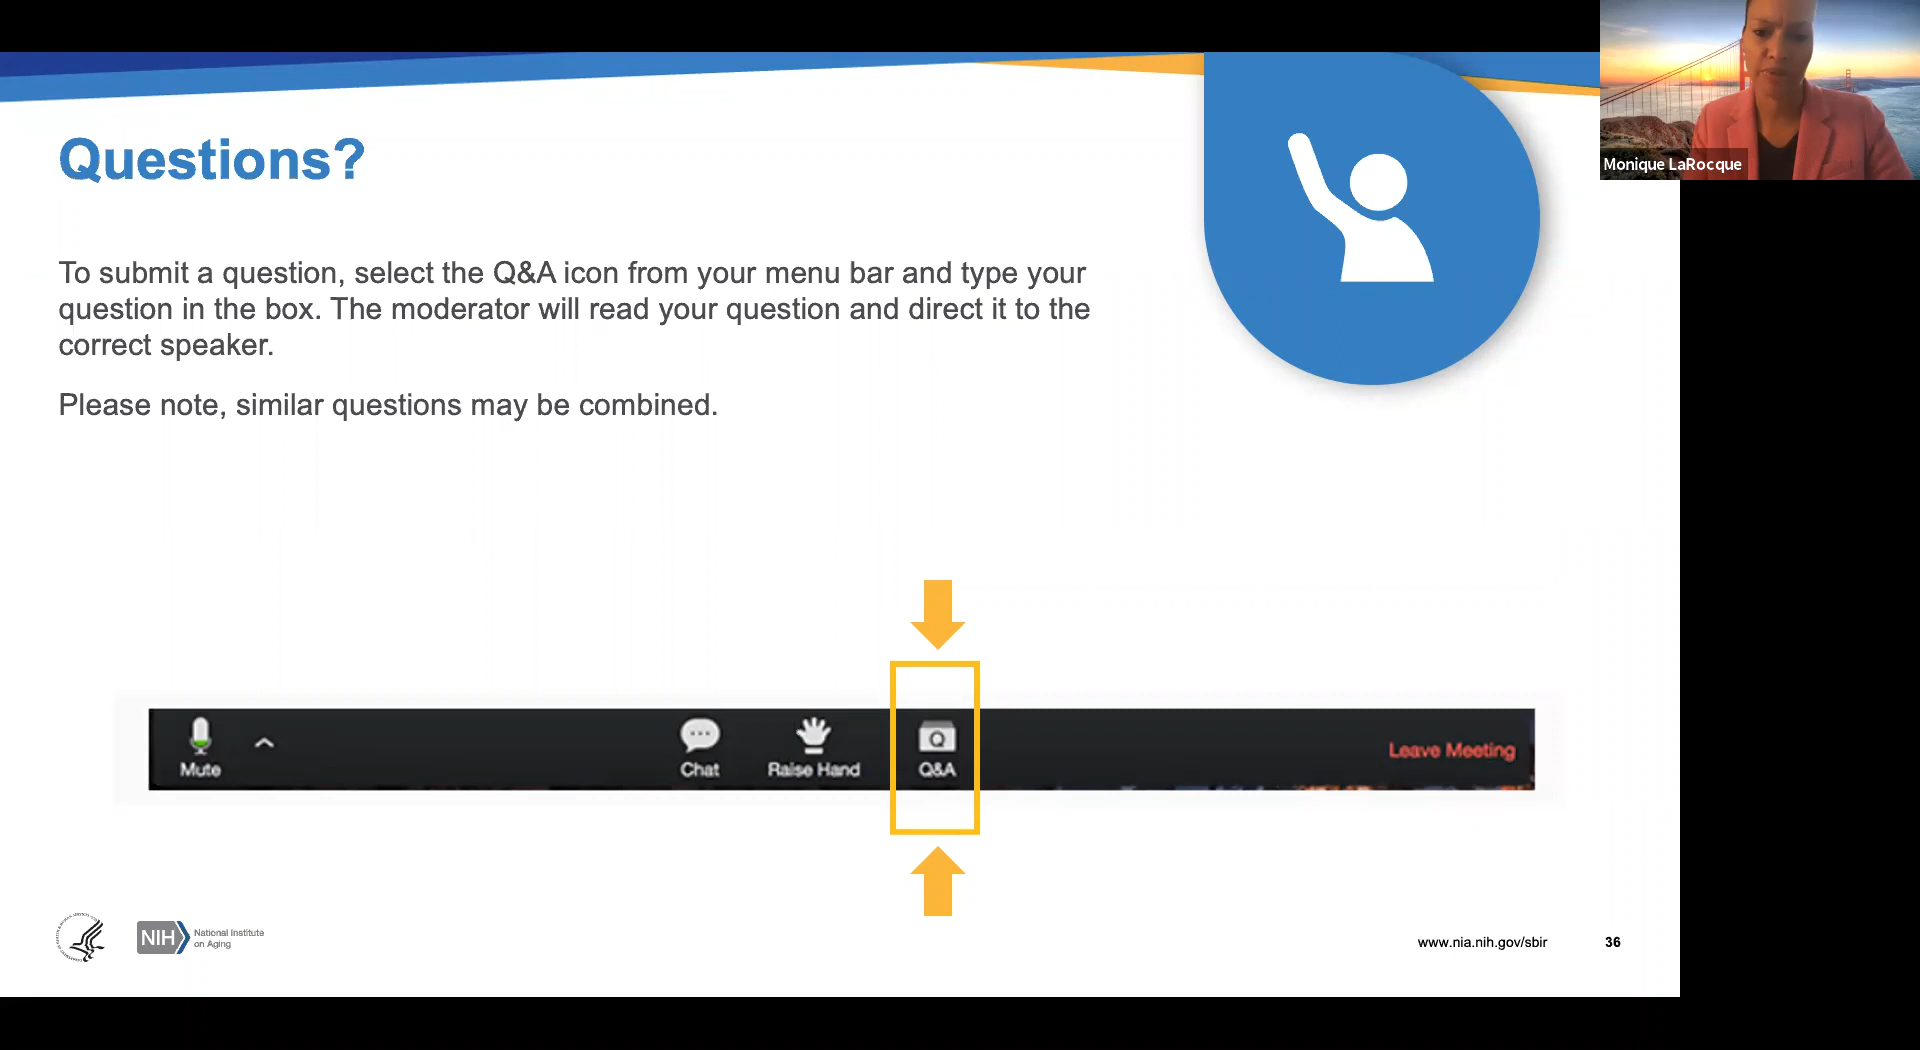 Monique LaRocque
Questions?
To submit a question, select the Q&A icon from your menu bar and type your
question in the box. The moderator will read your question and direct it to the
correct speaker.
Please note, similar questions may be combined.
Mute
Chat
Raise Hand
Q
Q&A
Leave Meeting
NIH
National Institute
on Aging
www.nia.nih.gov/sbir
36